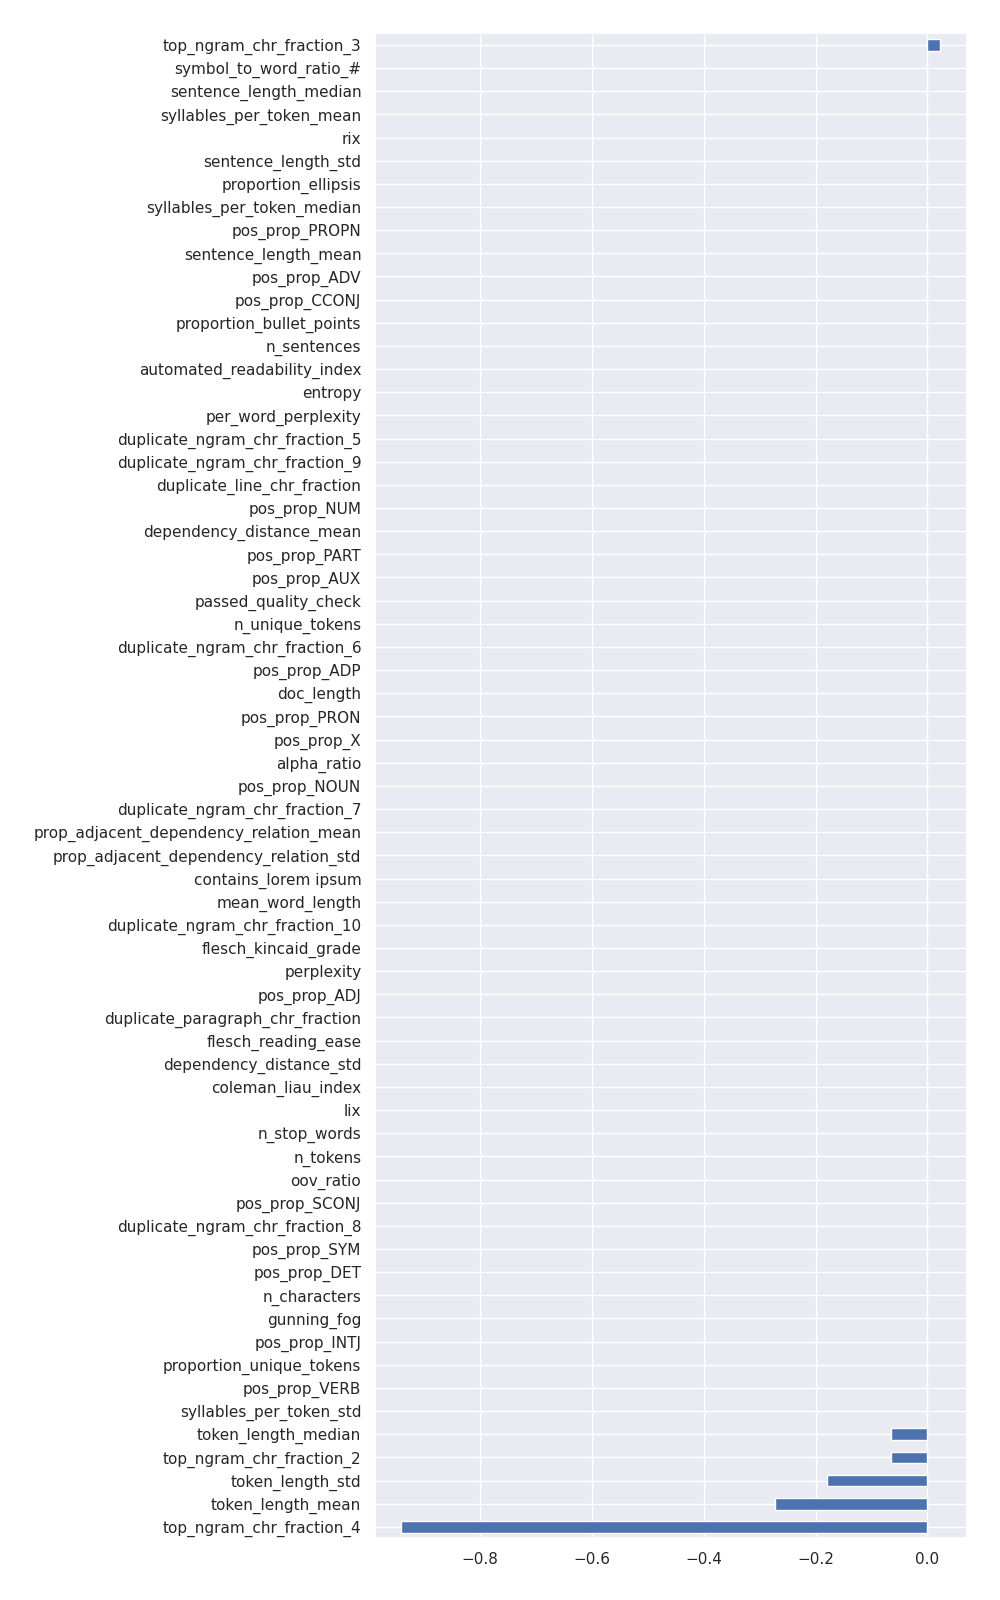 top_ngram_chr_fraction_3
symbol_to_word_ratio_#
sentence_length_median
syllables_per_token_mean
rix
sentence_length_std
proportion_ellipsis
syllables_per_token_median
pos_prop_PROPN
sentence_length_mean
pos_prop_ADV
pos_prop_CCONJ
proportion_bullet_points
n_sentences
automated_readability_index
entropy
per_word_perplexity
duplicate_ngram_chr_fraction_5
duplicate_ngram_chr_fraction_9
duplicate_line_chr_fraction
pos_prop_NUM
dependency_distance_mean
pos_prop_PART
pos_prop_AUX
passed_quality_check
n_unique_tokens
duplicate_ngram_chr_fraction_6
pos_prop_ADP
doc_length
pos_prop_PRON
pos_prop_X
alpha_ratio
pos_prop_NOUN
duplicate_ngram_chr_fraction_7
prop_adjacent_dependency_relation_mean
prop_adjacent_dependency_relation_std
contains_lorem ipsum
mean_word_length
duplicate_ngram_chr_fraction_10
flesch_kincaid_grade
perplexity
pos_prop_ADJ
duplicate_paragraph_chr_fraction
flesch_reading_ease
dependency_distance_std
coleman_liau_index
lix
n_stop_words
n_tokens
oov_ratio
pos_prop_SCONJ
duplicate_ngram_chr_fraction_8
pos_prop_SYM
pos_prop_DET
n_characters
gunning_fog
pos_prop_INTJ
proportion_unique_tokens
pos_prop_VERB
syllables_per_token_std
token_length_median
top_ngram_chr_fraction_2
token_length_std
token_length_mean
top_ngram_chr_fraction_4
−0.8 −0.6 −0.4 −0.2 0.0